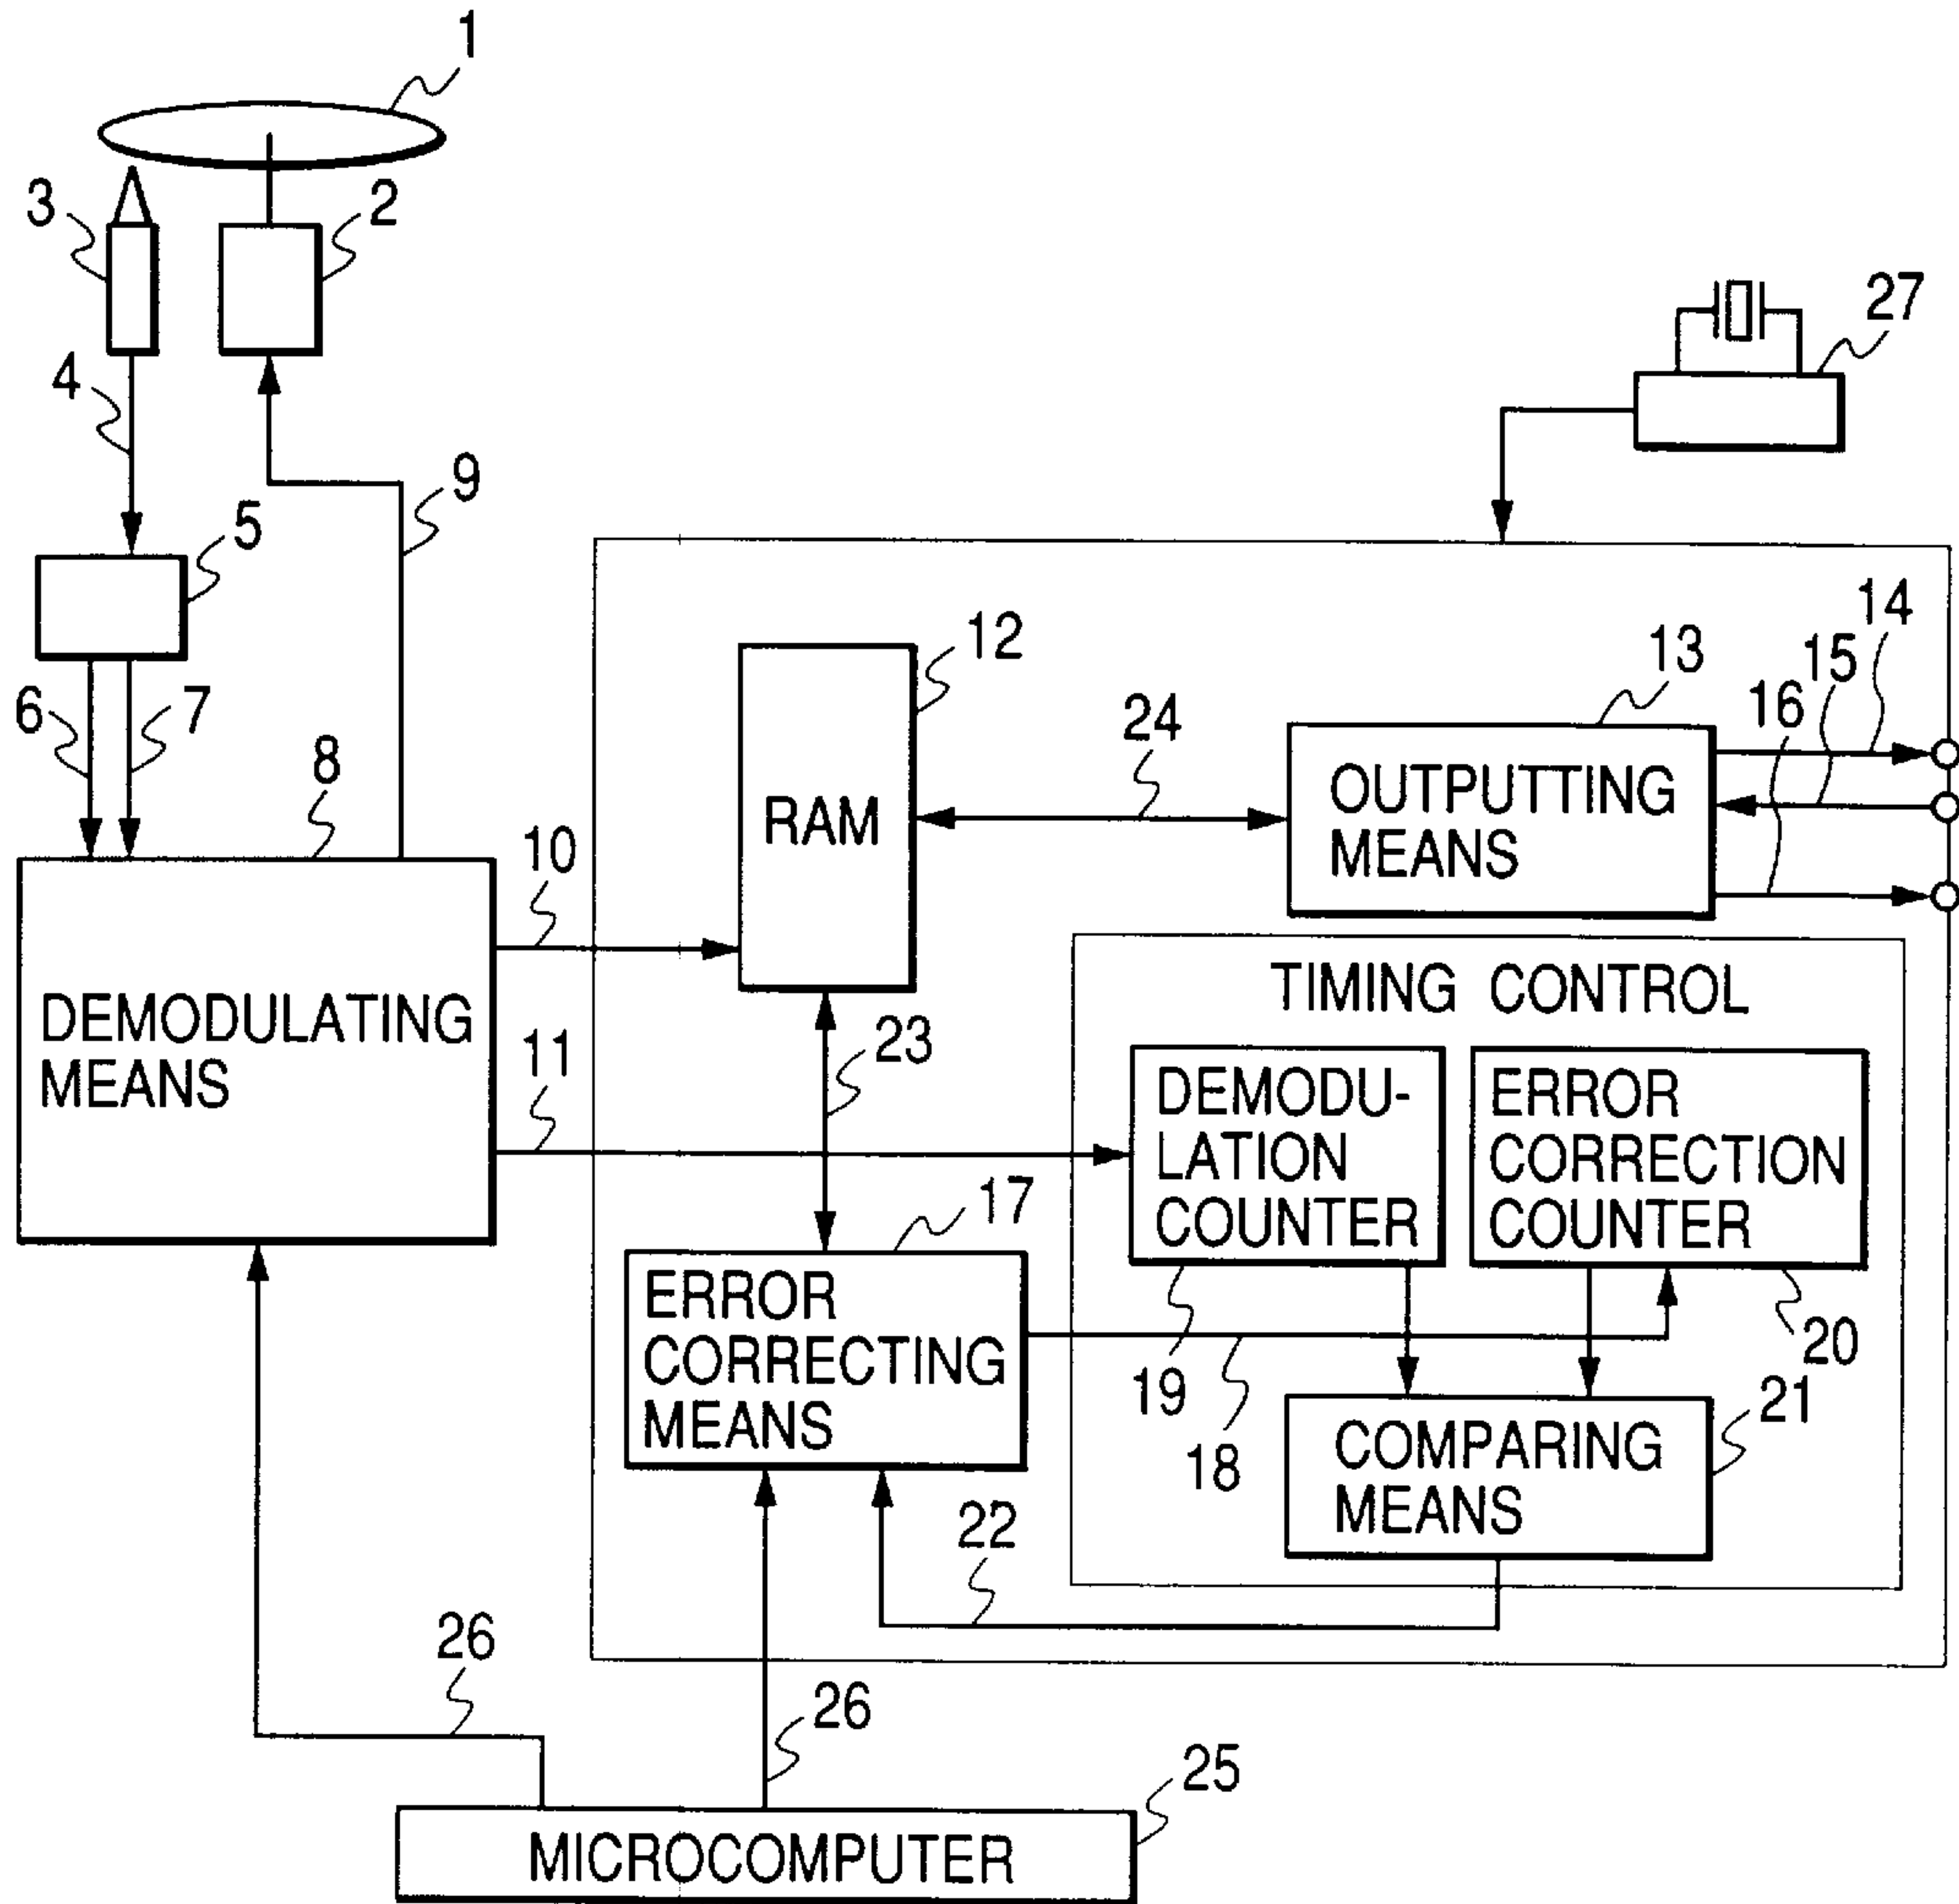 1
3
2
27
4
9
5
14
12
13
15
6
7
16
24
8
RAM
OUTPUTTING
MEANS
10
TIMING CONTROL
DEMODULATING
MEANS
23
11
DEMODU-
LATION
COUNTER
ERROR
CORRECTION
COUNTER
17
ERROR
CORRECTING
MEANS
20
19
21
18
COMPARING
MEANS
22
26
26
25
MICROCOMPUTER